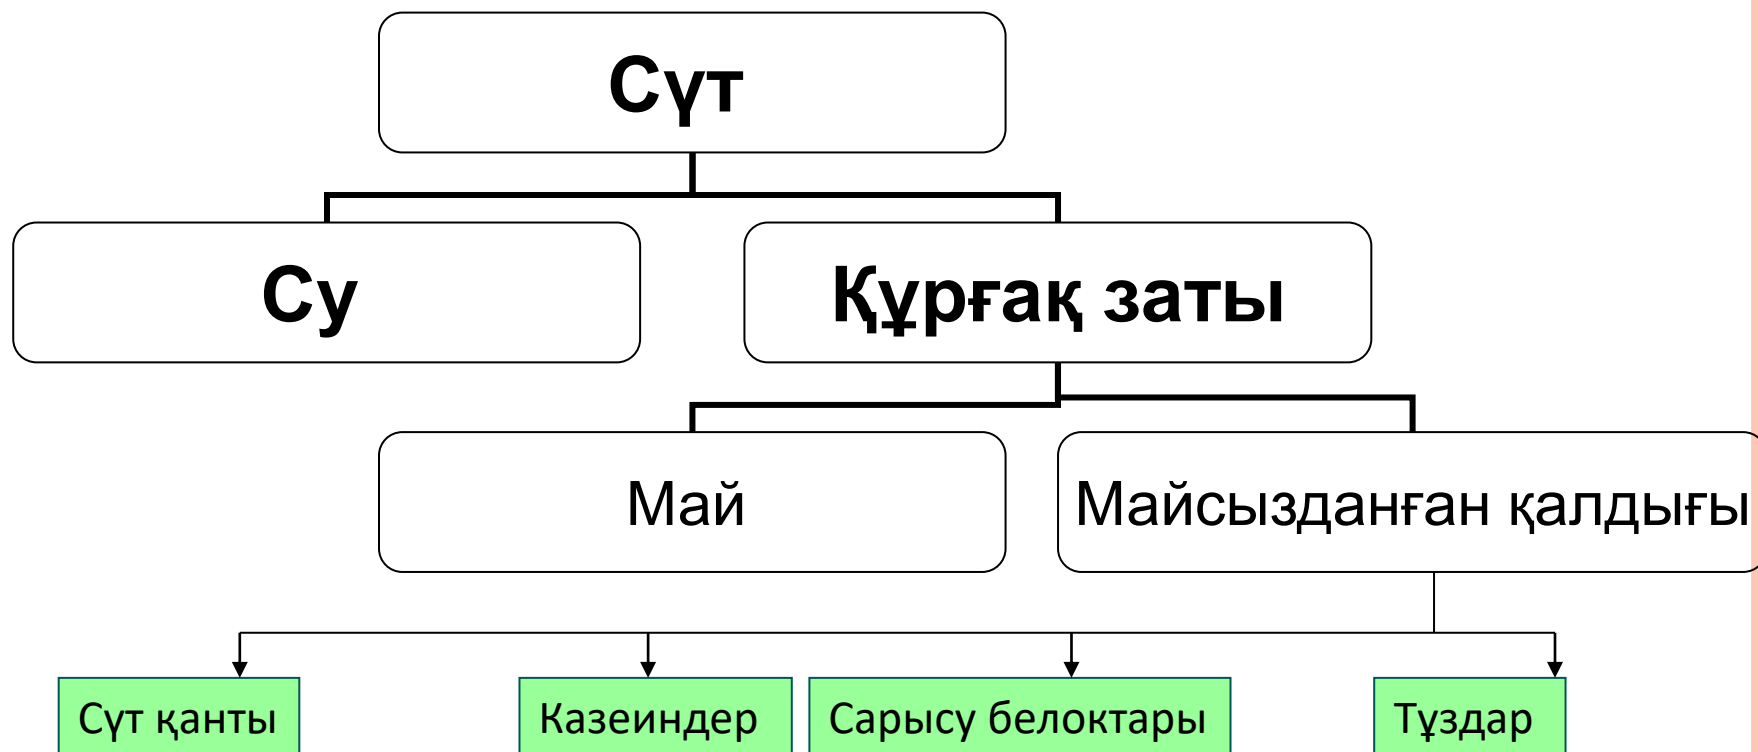 Сүт
Су
Құрғақ заты
Май
Майсызданған қалдығы
Сүт қанты
Казеиндер
Сарысу белоктары
Тұздар